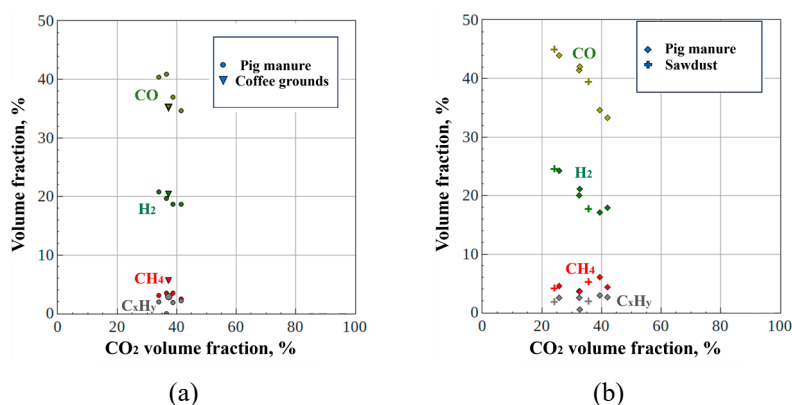 50
40
30
20
10
0
0 20 40 60 80 100
Volume fraction, %
CO₂ volume fraction, %
Pig manure
Coffee grounds
CO
H₂
CH₄
CₓHᵧ
(a)
50
40
30
20
10
0
0 20 40 60 80 100
Volume fraction, %
CO₂ volume fraction, %
Pig manure
Sawdust
CO
H₂
CH₄
CₓHᵧ
(b)